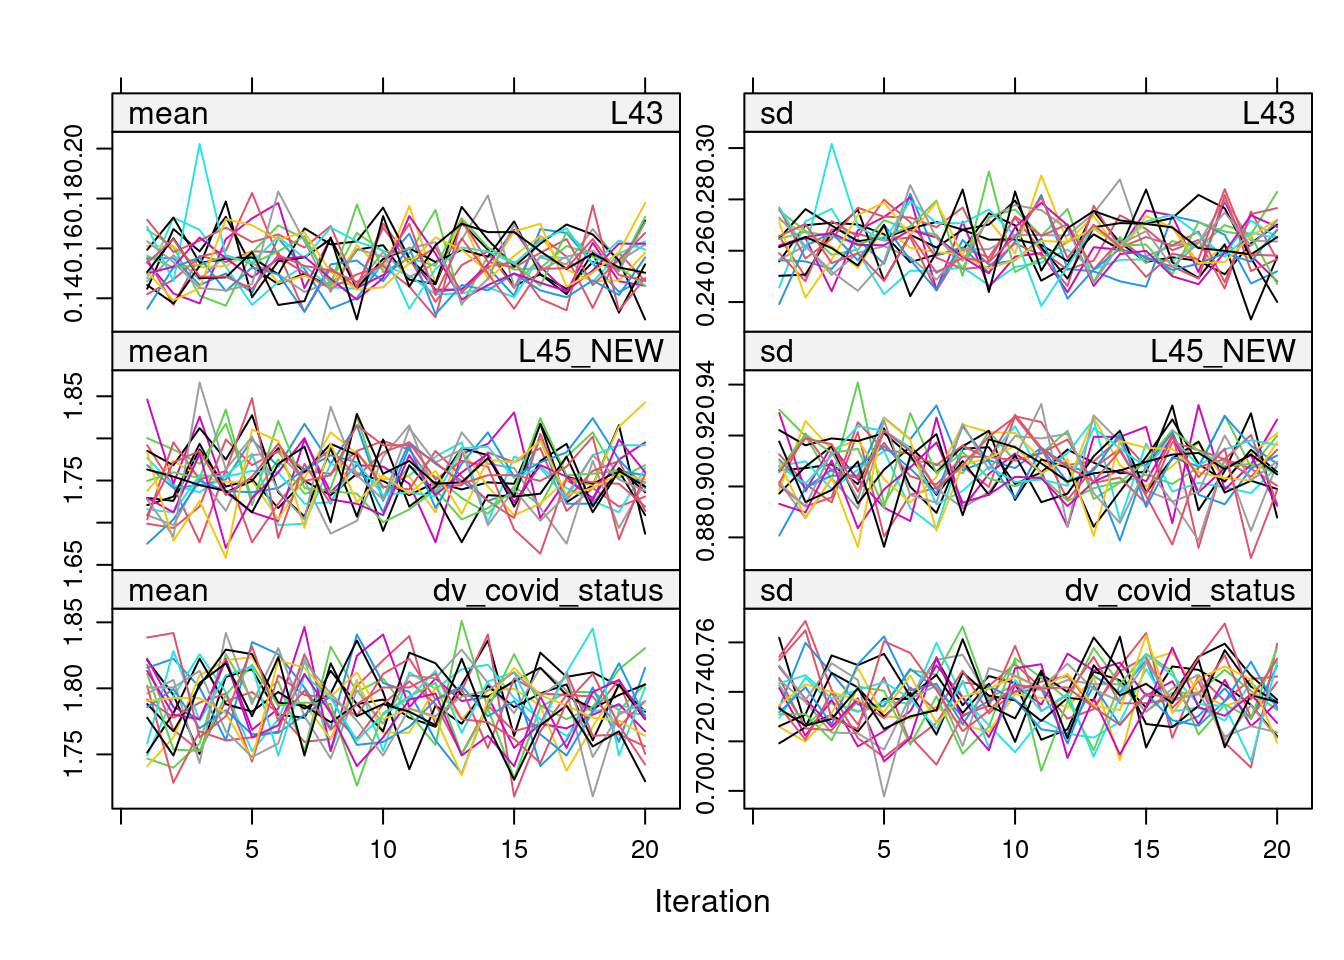 mean L43 sd L43
0.14 0.16 0.18 0.20
0.24 0.26 0.28 0.30
mean L45_NEW sd L45_NEW
1.65 1.75 1.85
0.88 0.90 0.92 0.94
mean dv_covid_status sd dv_covid_status
1.75 1.80 1.85
0.70 0.72 0.74 0.76
5 10 15 20 5 10 15 20
Iteration